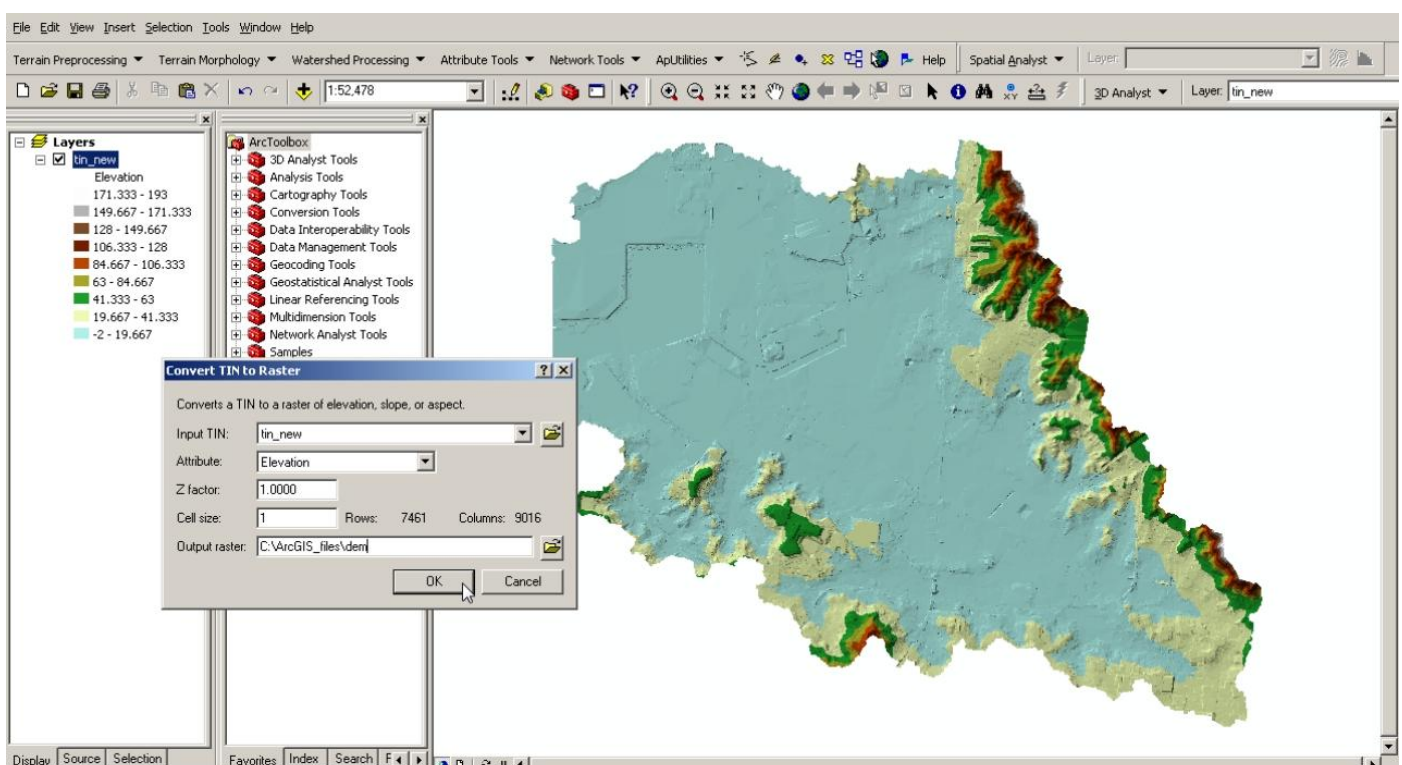 File Edit View Insert Selection Tools Window Help
Terrain Preprocessing Terrain Morphology Watershed Processing Attribute Tools Network Tools ApUtilities Help Spatial Analyst Layer:
1:52,478 3D Analyst Layer: tin_new
Layers
tin_new
Elevation
171.333 - 193
149.667 - 171.333
128 - 149.667
106.333 - 128
84.667 - 106.333
63 - 84.667
41.333 - 63
19.667 - 41.333
-2 - 19.667
ArcToolbox
3D Analyst Tools
Analysis Tools
Cartography Tools
Conversion Tools
Data Interoperability Tools
Data Management Tools
Geocoding Tools
Geostatistical Analyst Tools
Linear Referencing Tools
Multidimension Tools
Network Analyst Tools
Samples
Convert TIN to Raster
Converts a TIN to a raster of elevation, slope, or aspect.
Input TIN: tin_new
Attribute: Elevation
Z factor: 1.0000
Cell size: 1 Rows: 7461 Columns: 9016
Output raster: C:\ArcGIS_files\dem
OK Cancel
Display Source Selection
Favorites Index Search